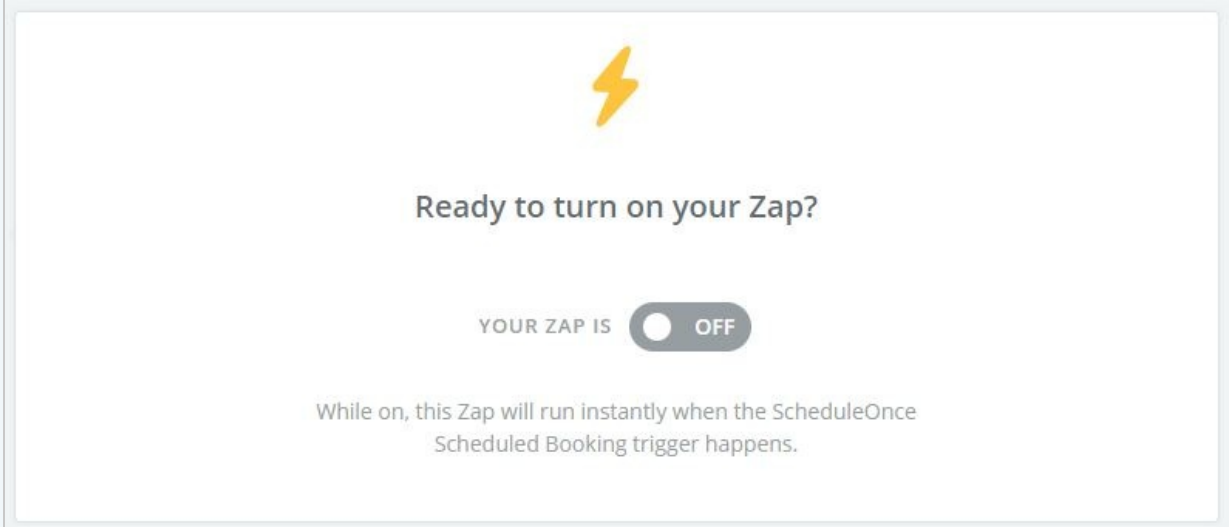 Ready to turn on your Zap?
YOUR ZAP IS OFF
While on, this Zap will run instantly when the ScheduleOnce
Scheduled Booking trigger happens.